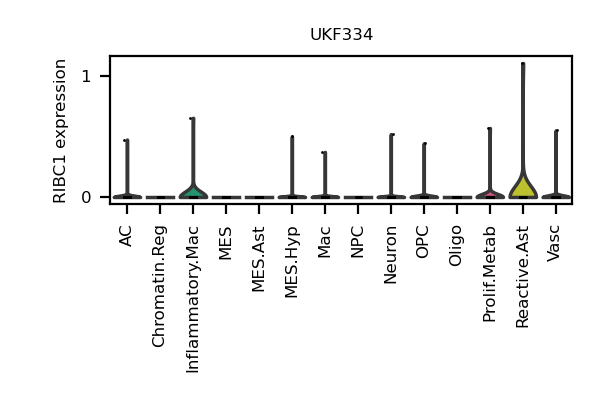 UKF334
RIBC1 expression
1
0
AC
Chromatin.Reg
Inflammatory.Mac
MES
MES.Ast
MES.Hyp
Mac
NPC
Neuron
OPC
Oligo
Prolif.Metab
Reactive.Ast
Vasc